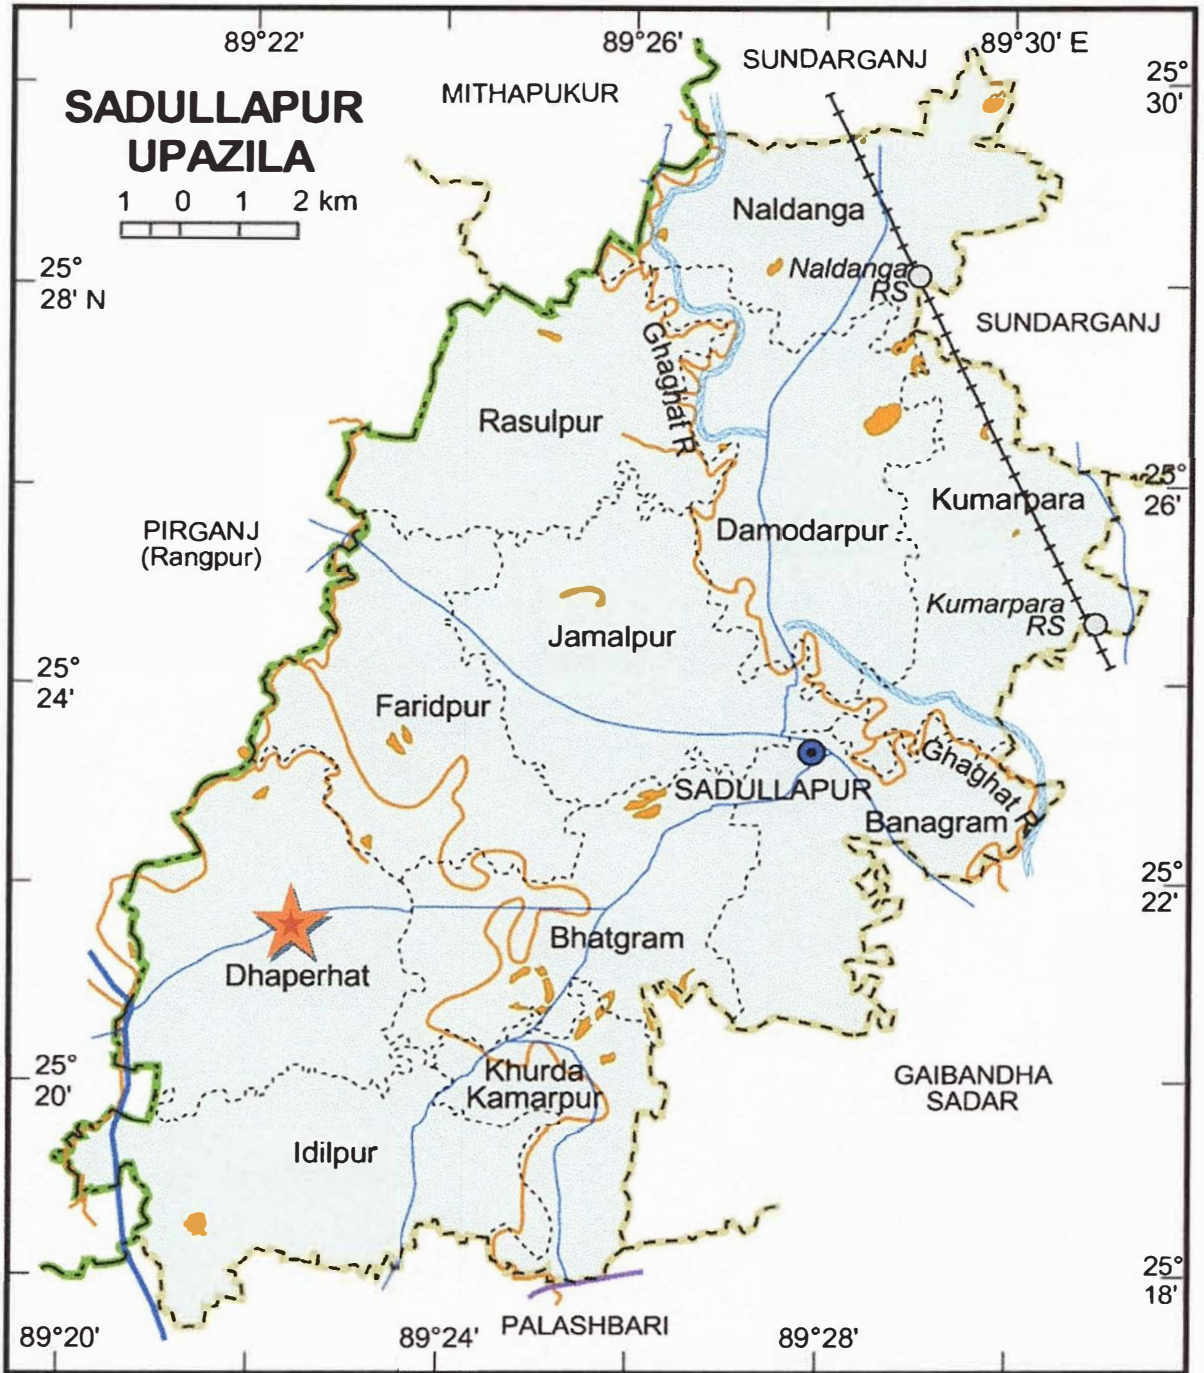 89°22'
89°26'
89°30' E
SUNDARGANJ
MITHAPUKUR
25°
30'
SADULLAPUR
UPAZILA
1 0 1 2 km
Naldanga
25°
28' N
Naldanga
RS
SUNDARGANJ
Ghaghat R
Rasulpur
25°
26'
Kumarpara
PIRGANJ
(Rangpur)
Damodarpur
Kumarpara
RS
Jamalpur
25°
24'
Faridpur
Ghaghat R
SADULLAPUR
Banagram
25°
22'
Bhatgram
Dhaperhat
25°
20'
Khurda
Kamarpur
GAIBANDHA
SADAR
Idilpur
25°
18'
PALASHBARI
89°20'
89°24'
89°28'